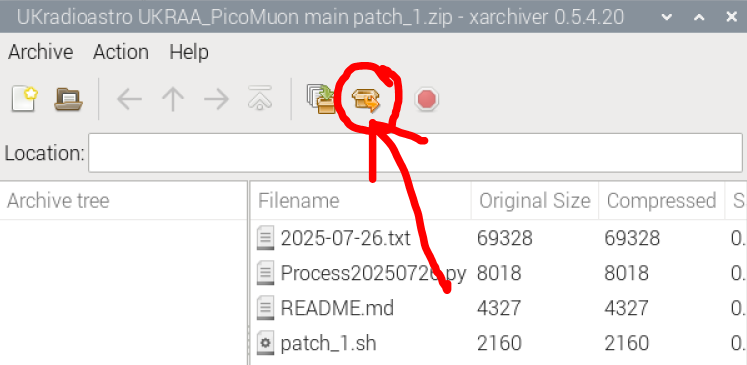 UKradioastro UKRAA_PicoMuon main patch_1.zip - xarchiver 0.5.4.20
Archive Action Help
Location:
Archive tree Filename Original Size Compressed S
2025-07-26.txt 69328 69328 0.
Process20250726.py 8018 8018 0.
README.md 4327 4327 0.
patch_1.sh 2160 2160 0.